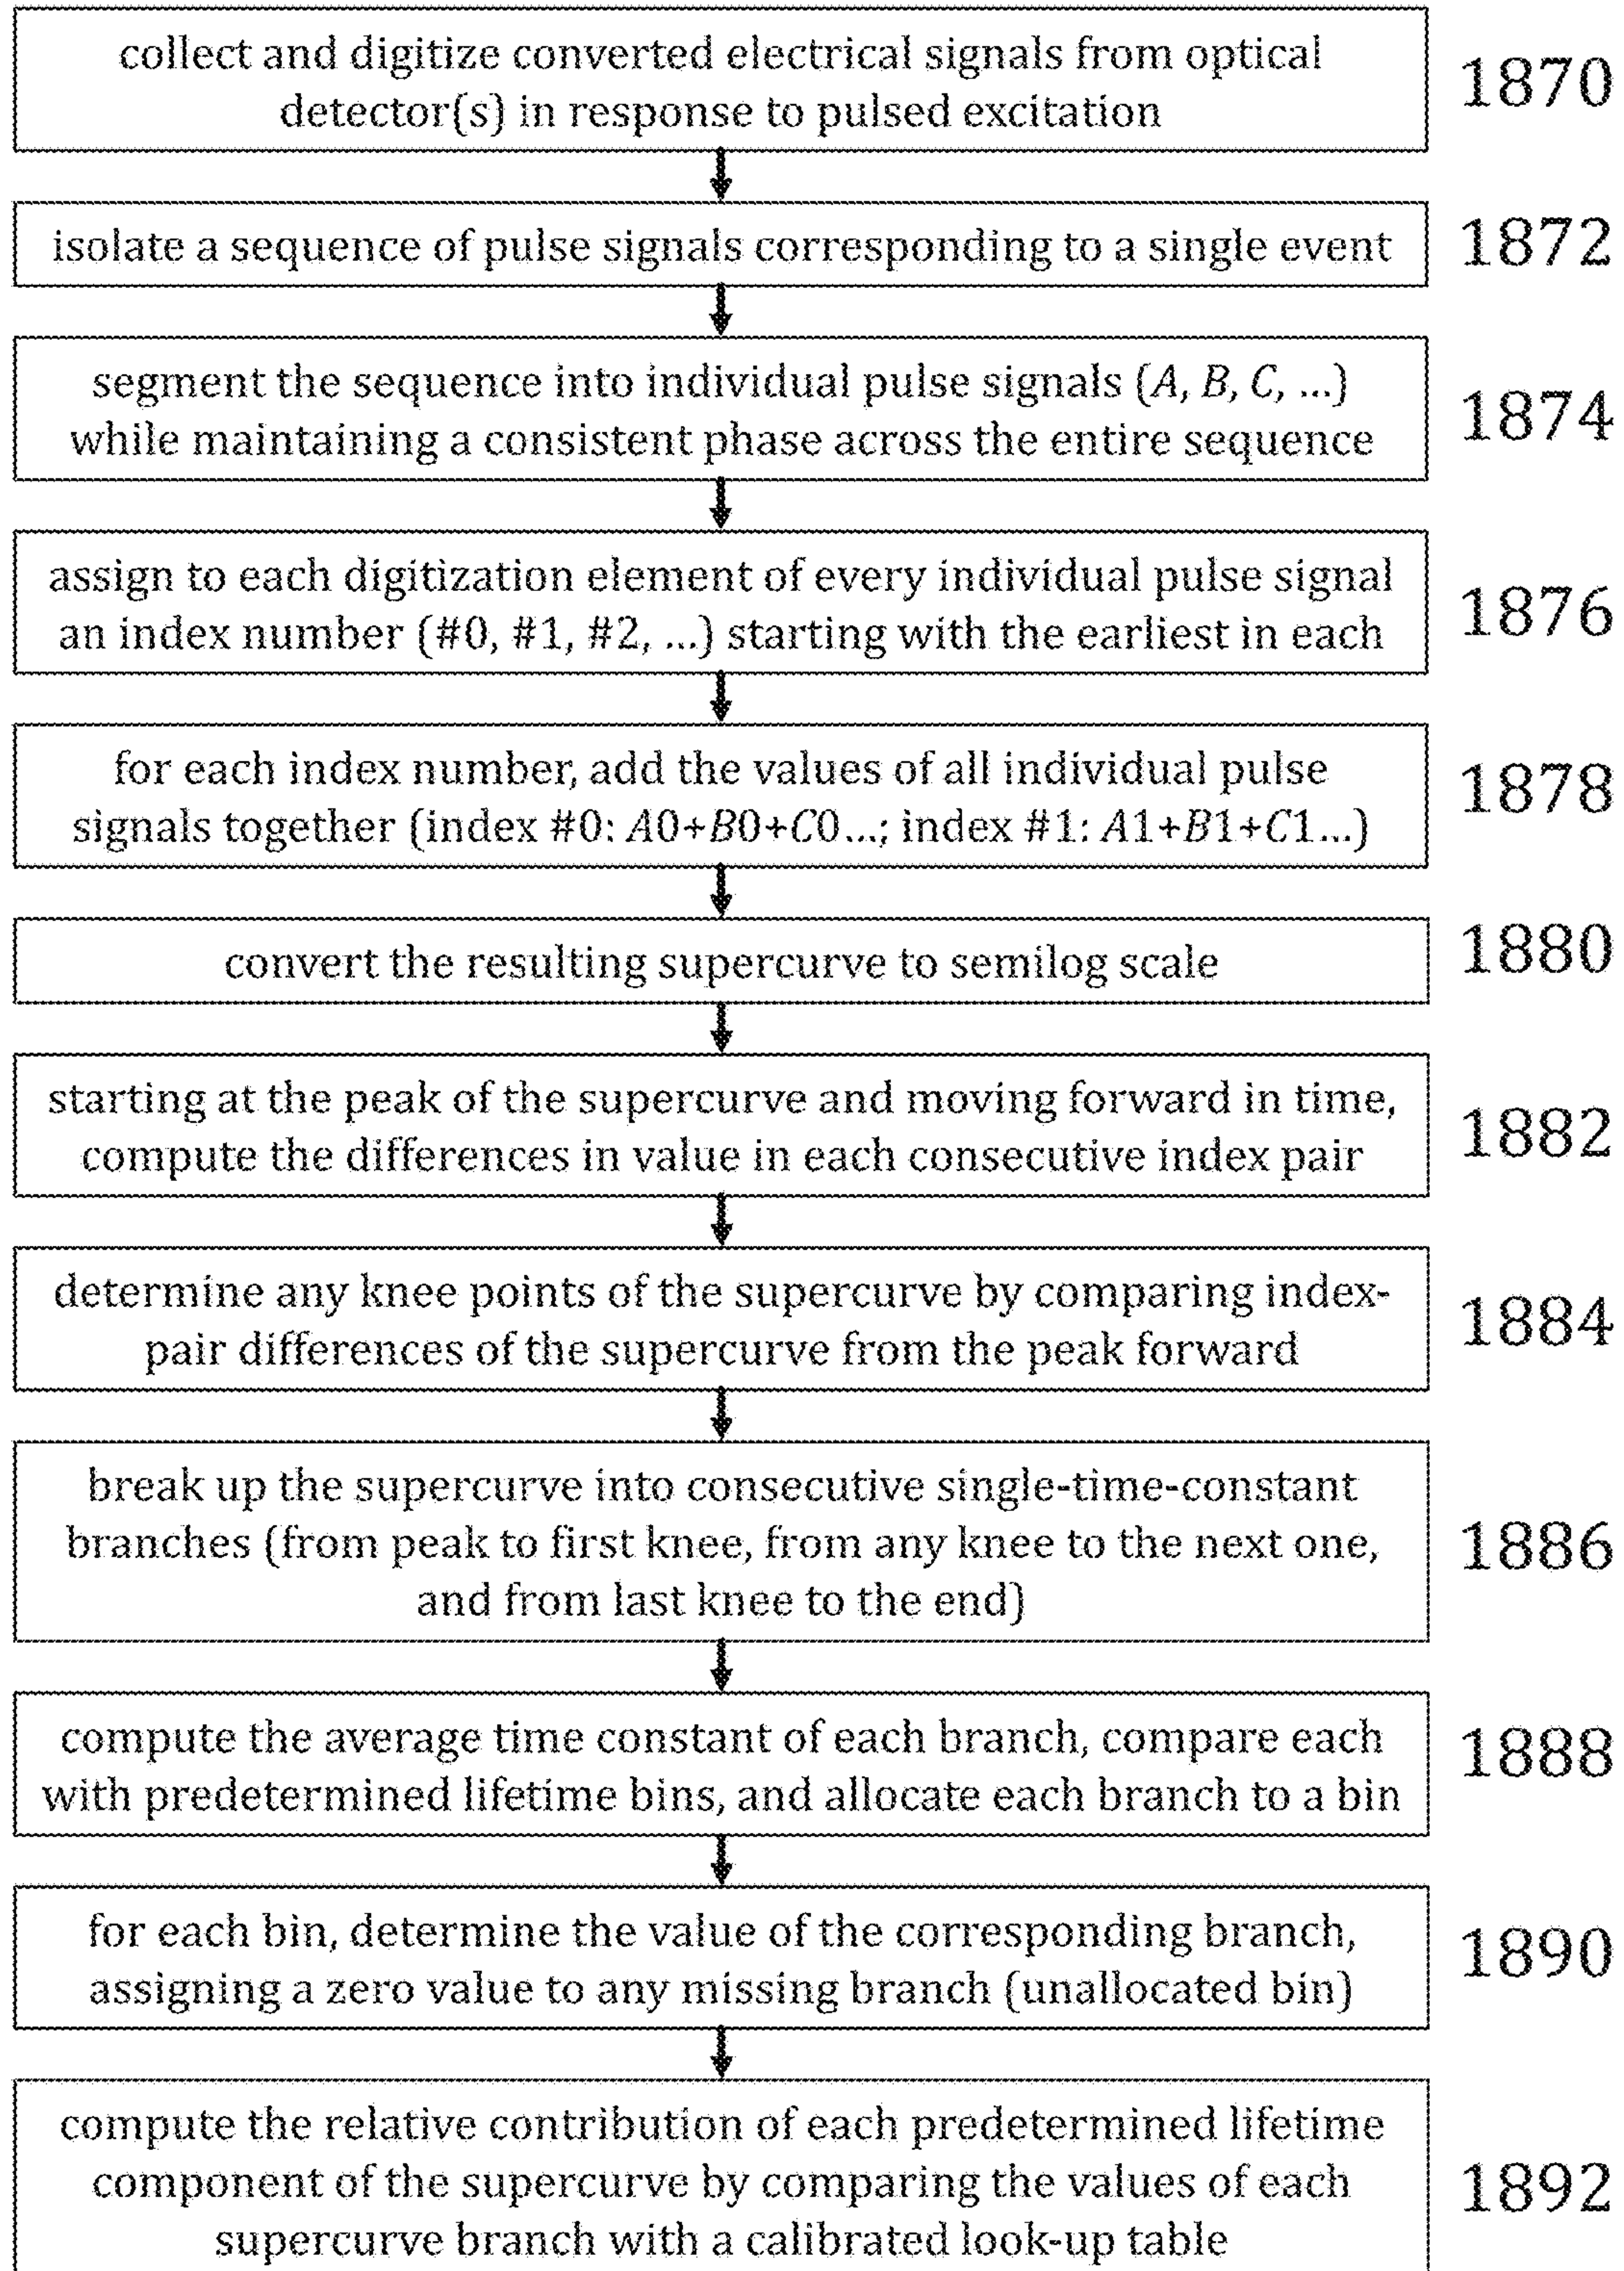 collect and digitize converted electrical signals from optical
detector(s) in response to pulsed excitation
1870
isolate a sequence of pulse signals corresponding to a single event
1872
segment the sequence into individual pulse signals (A, B, C, ...)
while maintaining a consistent phase across the entire sequence
1874
assign to each digitization element of every individual pulse signal
an index number (#0, #1, #2, ...) starting with the earliest in each
1876
for each index number, add the values of all individual pulse
signals together (index #0: A0+B0+C0...; index #1: A1+B1+C1...)
1878
convert the resulting supercurve to semilog scale
1880
starting at the peak of the supercurve and moving forward in time,
compute the differences in value in each consecutive index pair
1882
determine any knee points of the supercurve by comparing index-
pair differences of the supercurve from the peak forward
1884
break up the supercurve into consecutive single-time-constant
branches (from peak to first knee, from any knee to the next one,
and from last knee to the end)
1886
compute the average time constant of each branch, compare each
with predetermined lifetime bins, and allocate each branch to a bin
1888
for each bin, determine the value of the corresponding branch,
assigning a zero value to any missing branch (unallocated bin)
1890
compute the relative contribution of each predetermined lifetime
component of the supercurve by comparing the values of each
supercurve branch with a calibrated look-up table
1892